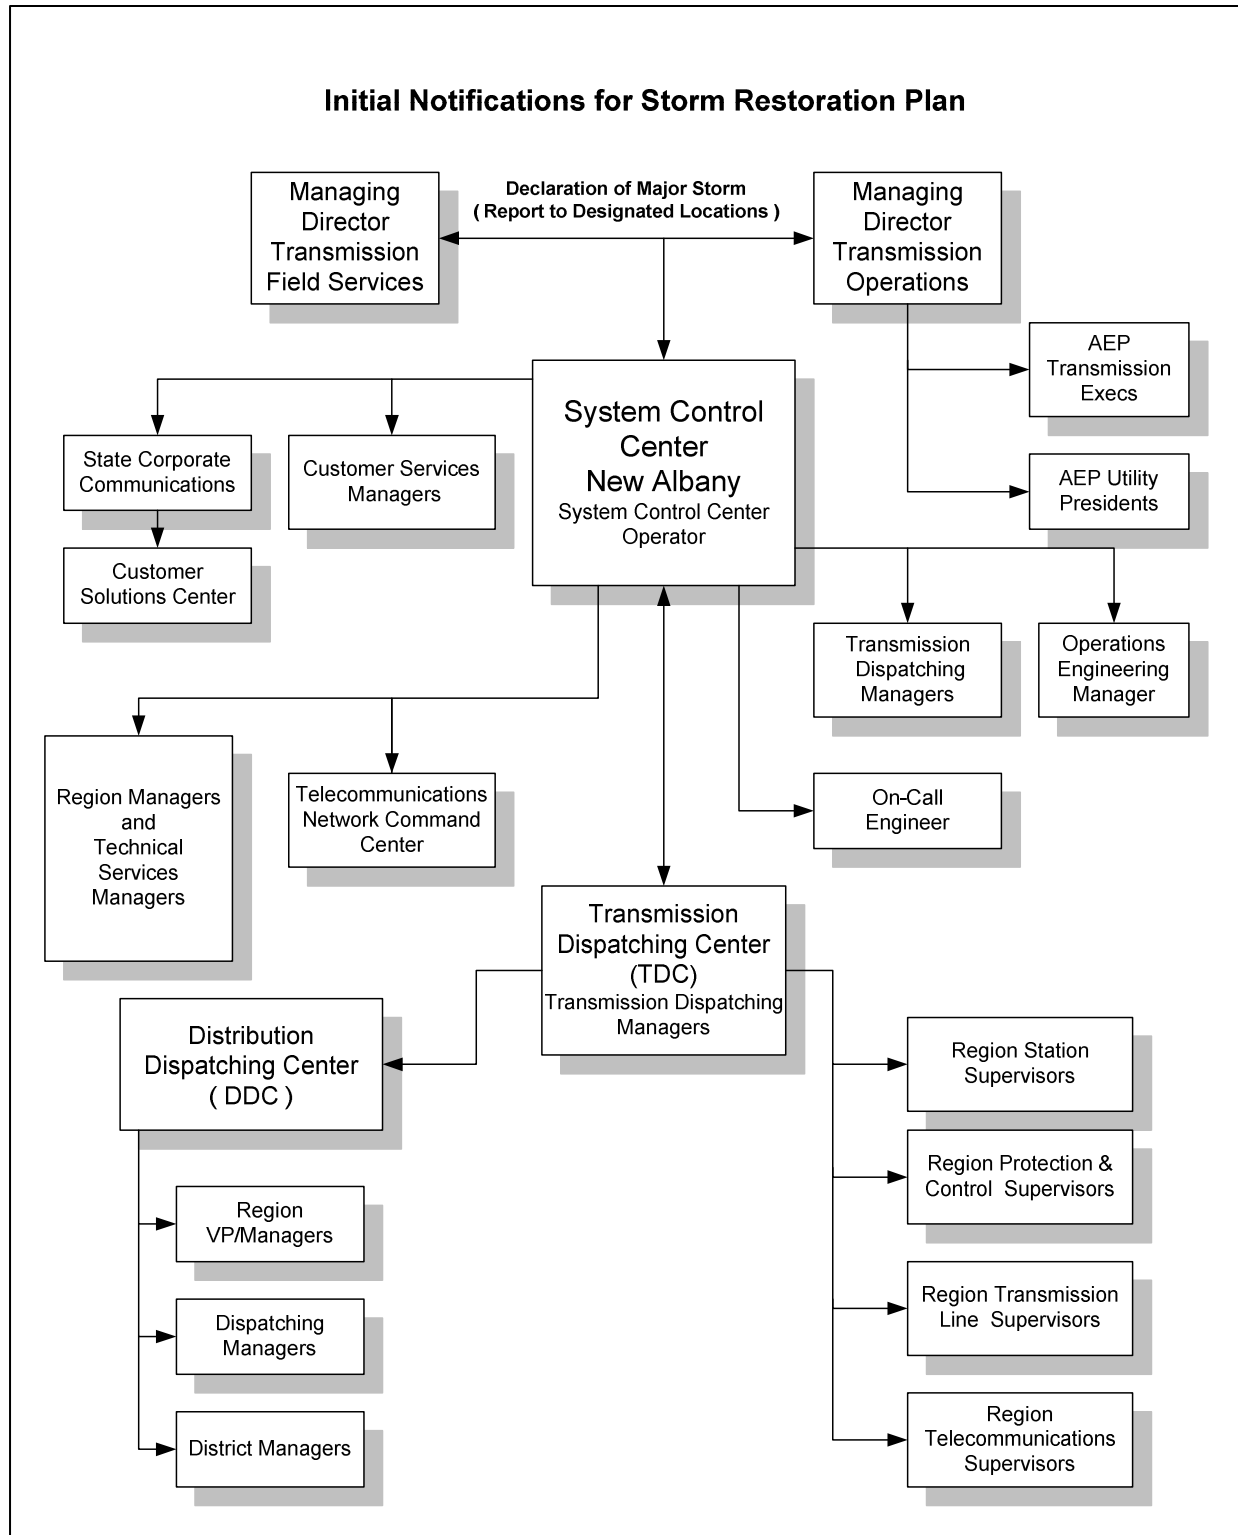 Initial Notifications for Storm Restoration Plan
Managing
Director
Transmission
Field Services
Declaration of Major Storm
( Report to Designated Locations )
Managing
Director
Transmission
Operations
AEP
Transmission
Execs
AEP Utility
Presidents
System Control
Center
New Albany
System Control Center
Operator
State Corporate
Communications
Customer Services
Managers
Customer
Solutions Center
Transmission
Dispatching
Managers
Operations
Engineering
Manager
Region Managers
and
Technical
Services
Managers
Telecommunications
Network Command
Center
On-Call
Engineer
Transmission
Dispatching Center
(TDC)
Transmission Dispatching
Managers
Distribution
Dispatching Center
( DDC )
Region Station
Supervisors
Region Protection &
Control Supervisors
Region
VP/Managers
Region Transmission
Line Supervisors
Dispatching
Managers
Region
Telecommunications
Supervisors
District Managers